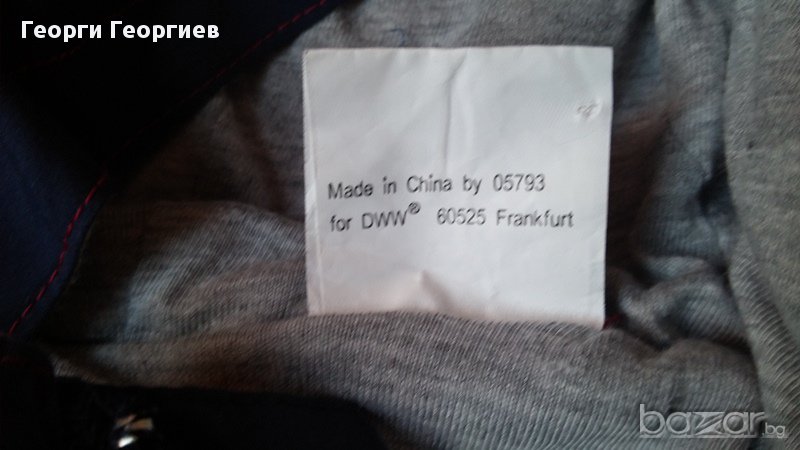 Георги Георгиев
Made in China by 05793
for DWW® 60525 Frankfurt
bazar.bg